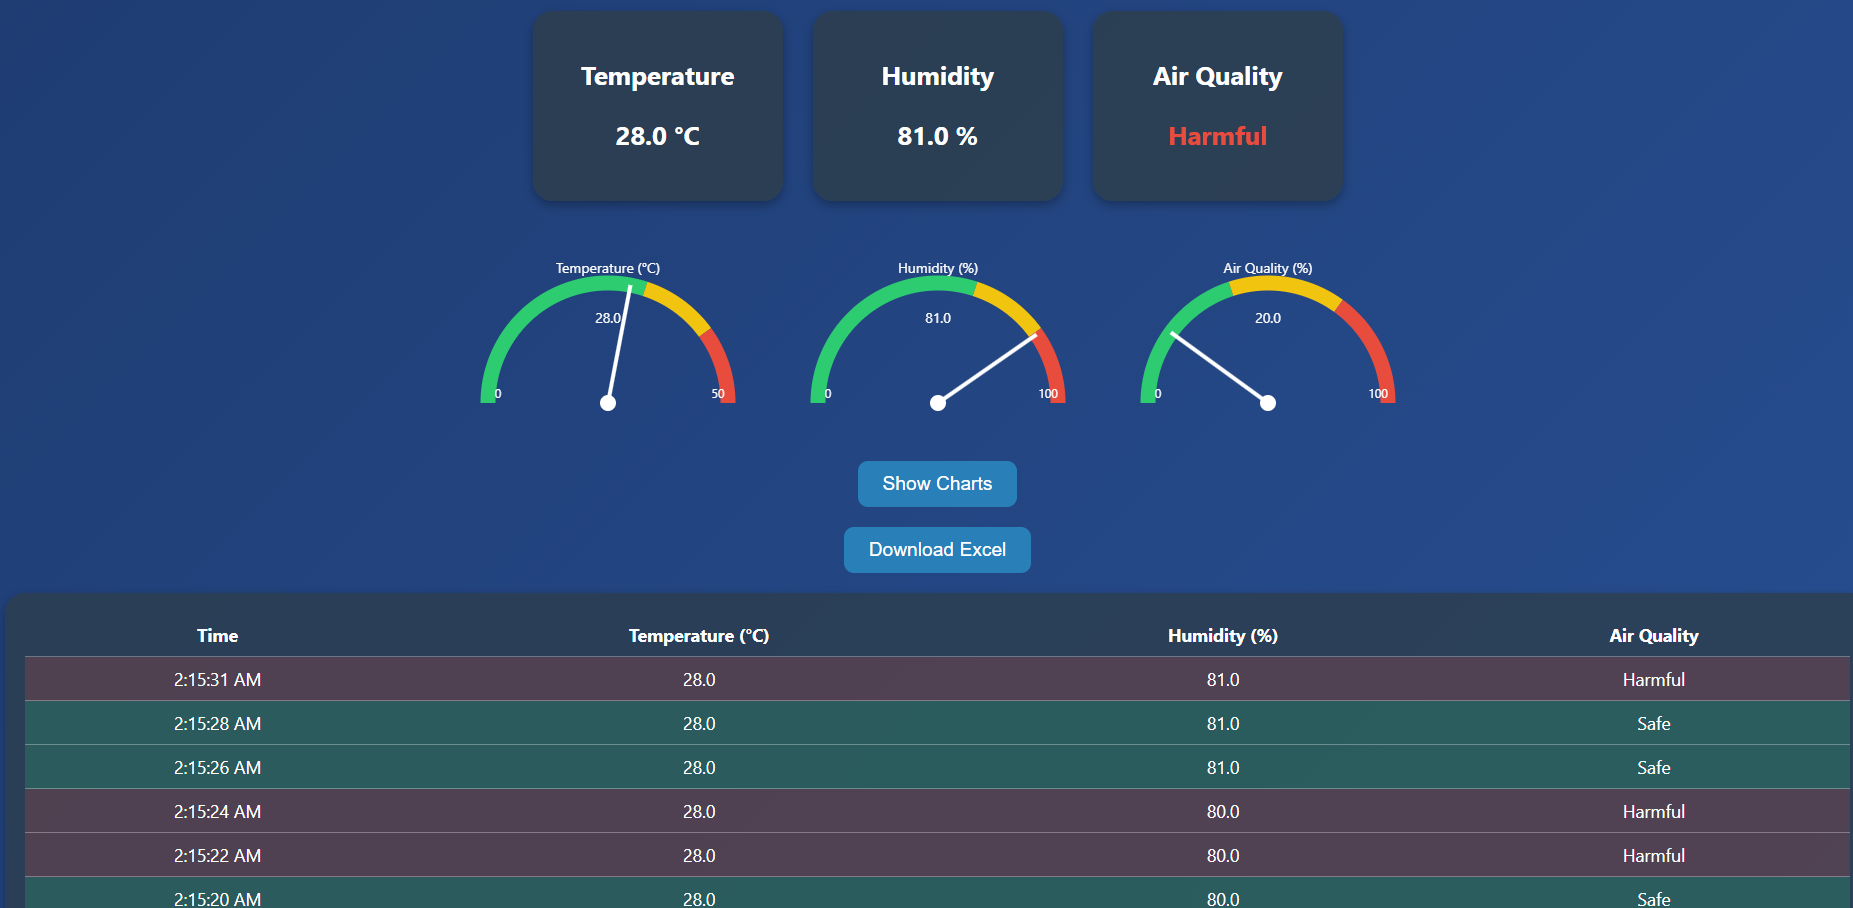 Temperature Humidity Air Quality
28.0 °C 81.0 % Harmful
Temperature (°C) Humidity (%) Air Quality (%)
28.0 81.0 20.0
0 50 0 100 0 100
Show Charts
Download Excel
Time Temperature (°C) Humidity (%) Air Quality
2:15:31 AM 28.0 81.0 Harmful
2:15:28 AM 28.0 81.0 Safe
2:15:26 AM 28.0 81.0 Safe
2:15:24 AM 28.0 80.0 Harmful
2:15:22 AM 28.0 80.0 Harmful
2:15:20 AM 28.0 80.0 Safe